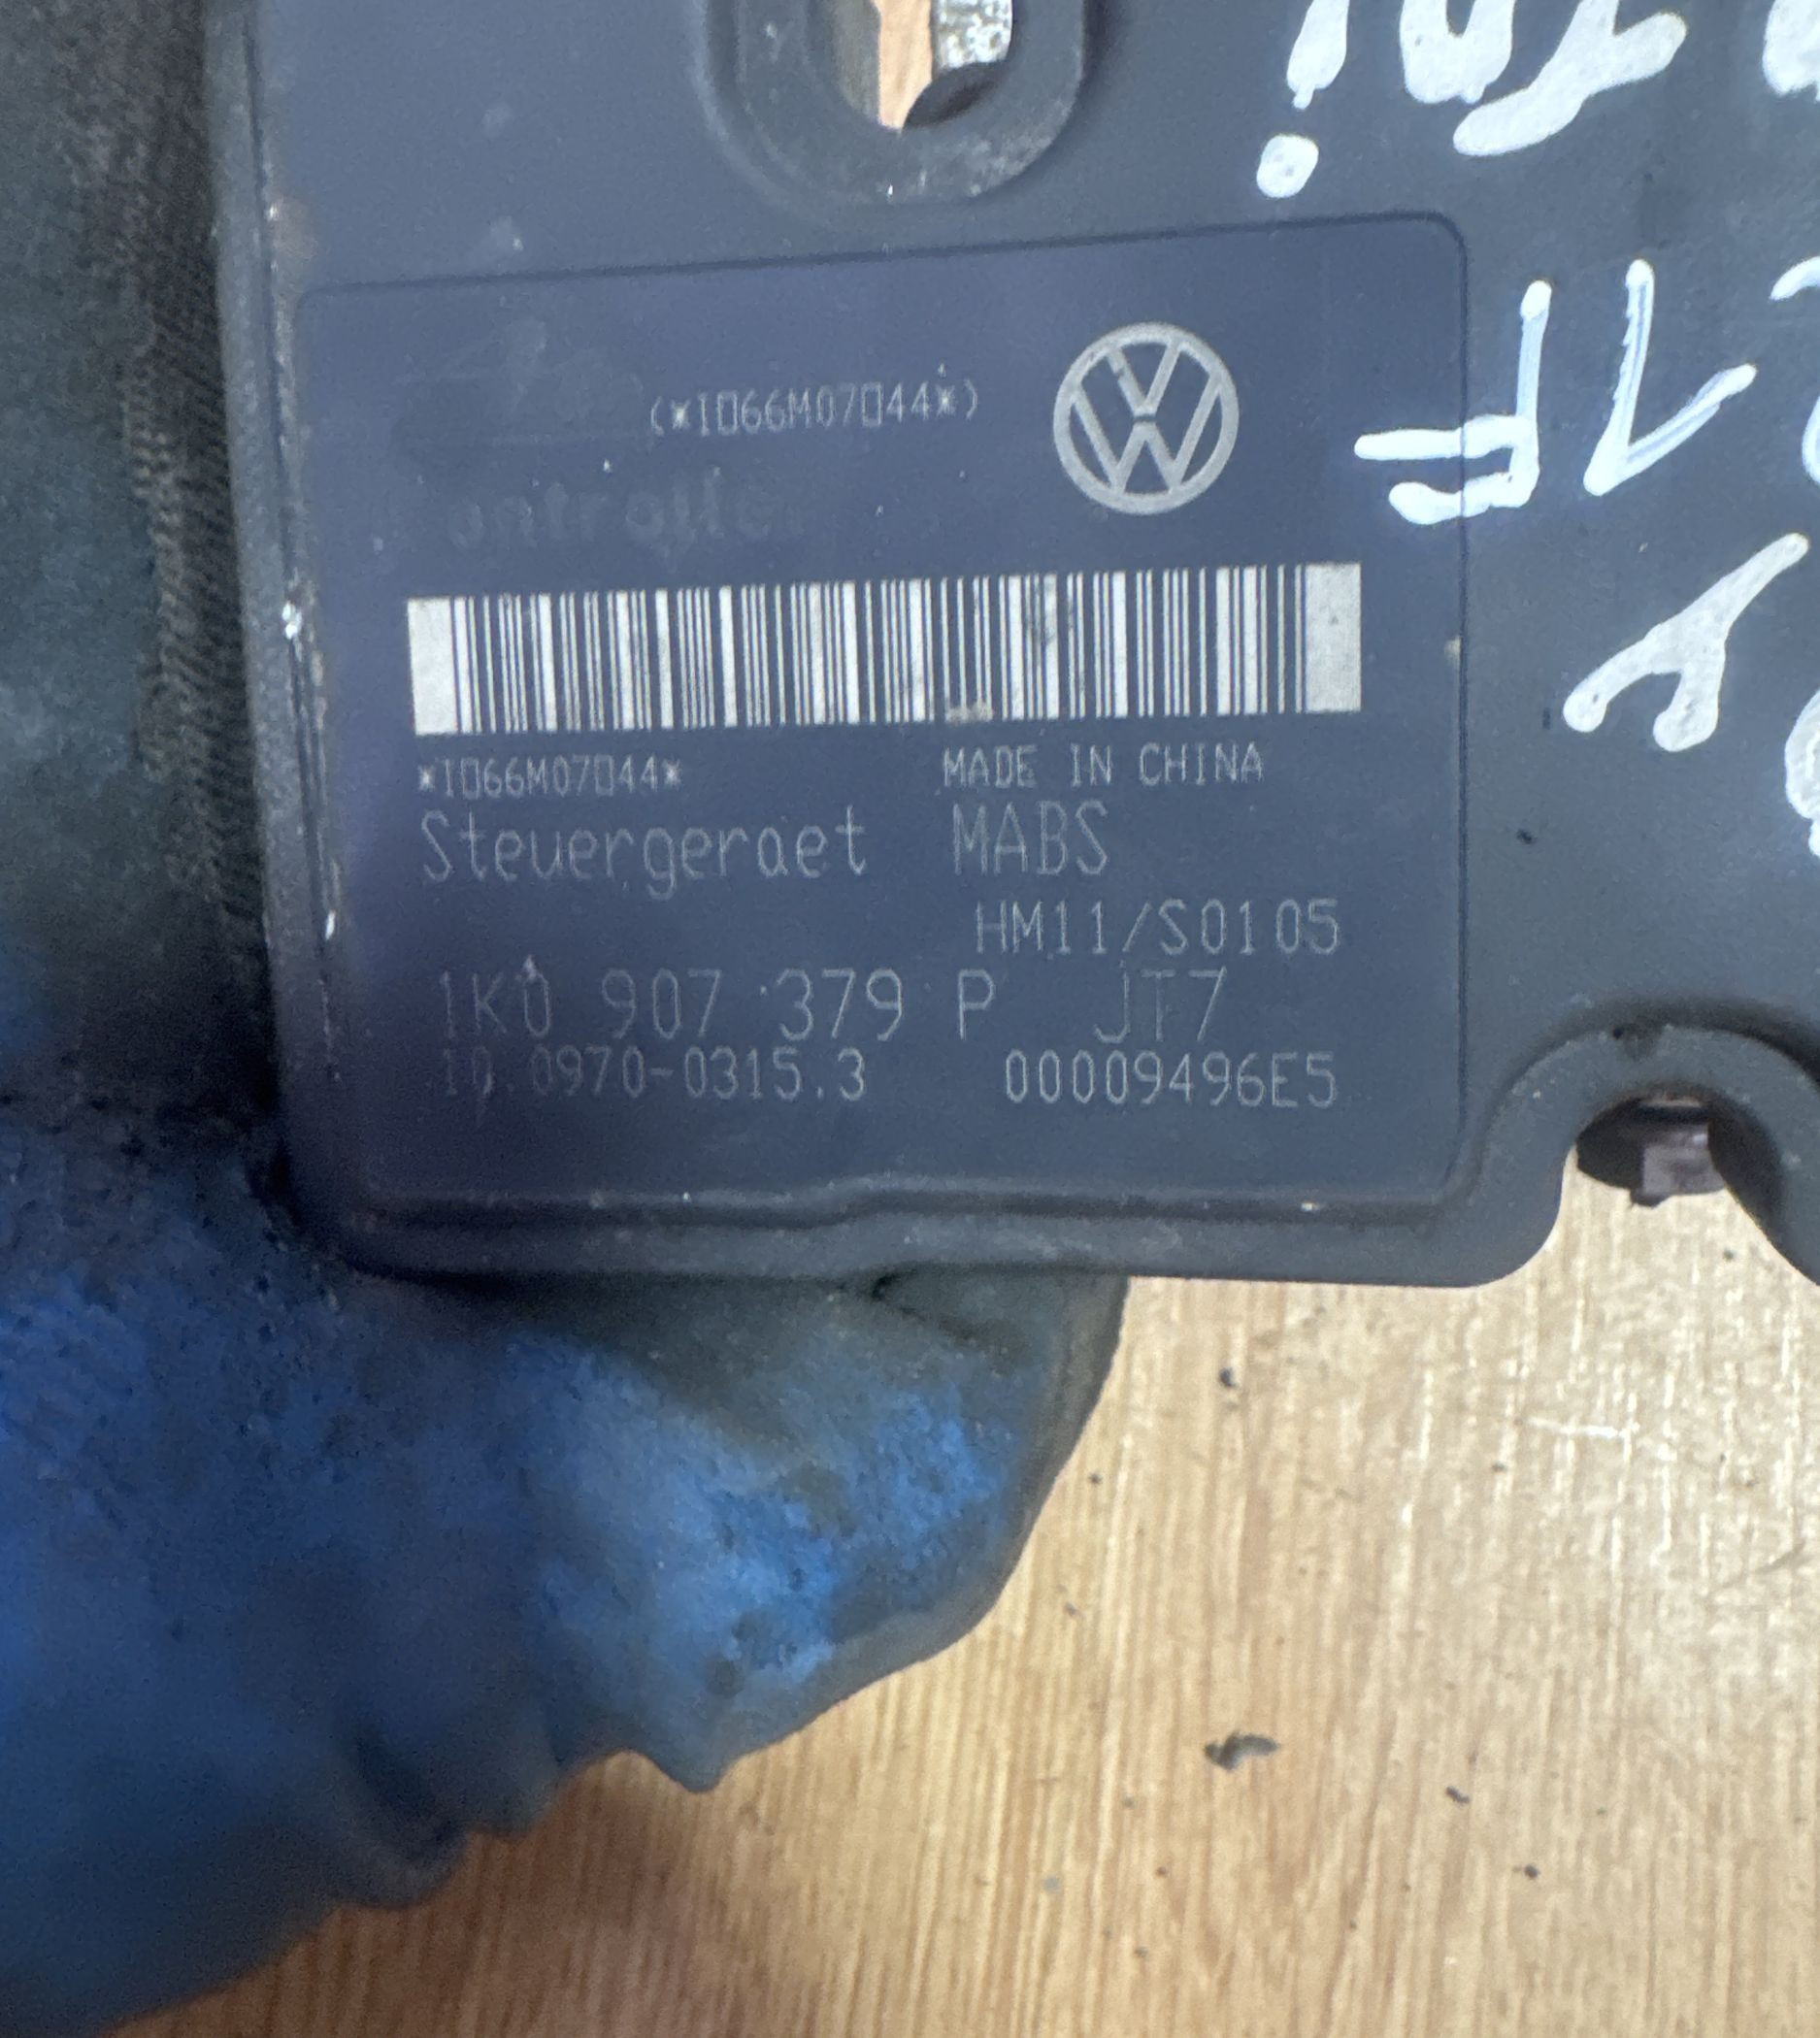 (*I066M07044*)
*I066M07044*
MADE IN CHINA
Steuergeraet MABS
HM11/S0105
1K0 907 379 P JT7
10.0970-0315.3 00009496E5